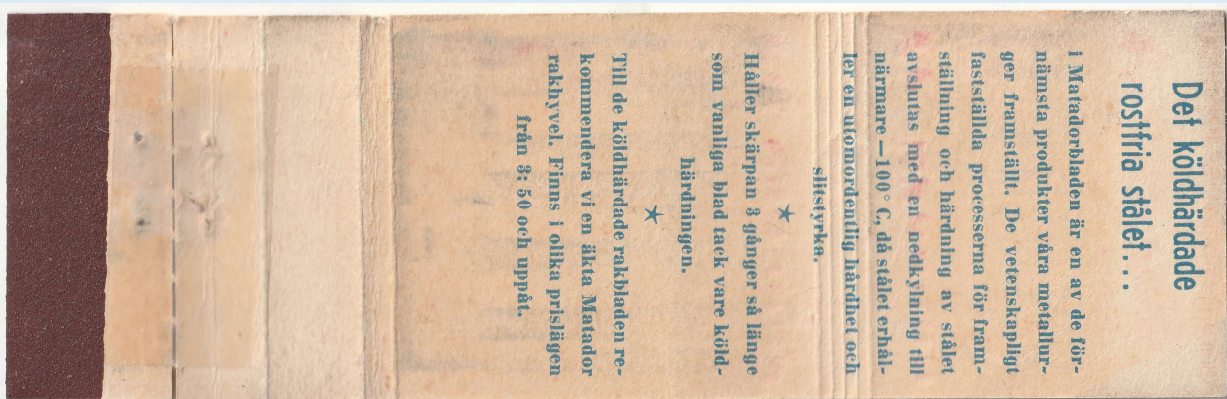 Det köldhärdade
rostfria stålet...
i Matadorbladen är en av de för-
nämsta produkter våra metallur-
ger framställt. De vetenskapligt
fastställda processerna för fram-
ställning och härdning av stålet
avslutas med en nedkylning till
närmare —100° C, då stålet erhål-
ler en utomordentlig hårdhet och
slitstyrka.
★
Håller skärpan 3 gånger så länge
som vanliga blad tack vare köld-
härdningen.
★
Till de köldhärdade rakbladen re-
kommendera vi en äkta Matador
rakhyvel. Finns i olika prislägen
från 3: 50 och uppåt.